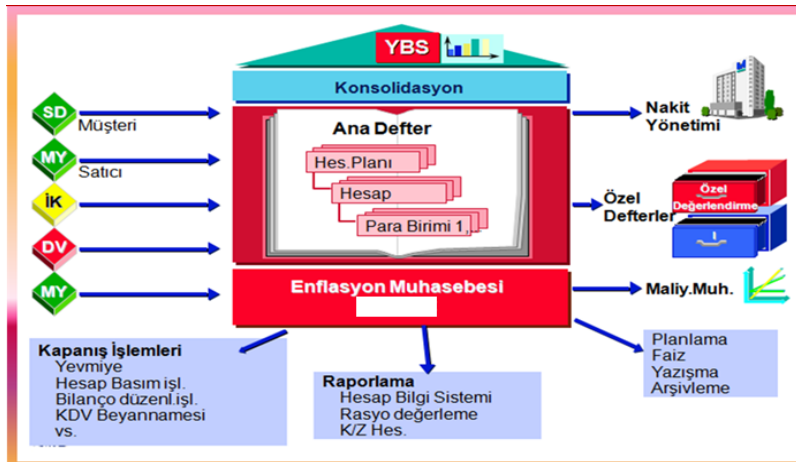 YBS
Konsolidasyon
SD
Müşteri
MY
Satıcı
İK
DV
MY
Ana Defter
Hes.Planı
Hesap
Para Birimi 1,..
Nakit
Yönetimi
Özel
Defterler
Özel
Değerlendirme
Enflasyon Muhasebesi
Maliy.Muh.
Kapanış İşlemleri
Yevmiye
Hesap Basım işl.
Bilanço düzenl.işl.
KDV Beyannamesi
vs.
Raporlama
Hesap Bilgi Sistemi
Rasyo değerleme
K/Z Hes.
Planlama
Faiz
Yazışma
Arşivleme